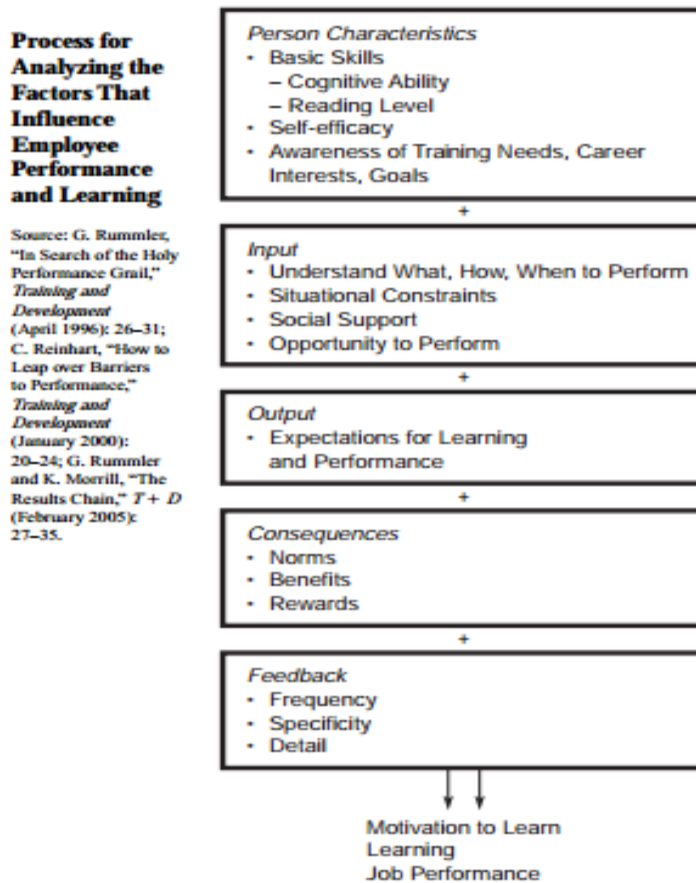 Process for
Analyzing the
Factors That
Influence
Employee
Performance
and Learning
Source: G. Rummler,
"In Search of the Holy
Performance Grail,"
Training and
Development
(April 1996): 26–31;
C. Reinhart, "How to
Leap over Barriers
to Performance,"
Training and
Development
(January 2000):
20–24; G. Rummler
and K. Morrill, "The
Results Chain," T + D
(February 2005):
27–35.
Person Characteristics
• Basic Skills
– Cognitive Ability
– Reading Level
• Self-efficacy
• Awareness of Training Needs, Career
Interests, Goals
+
Input
• Understand What, How, When to Perform
• Situational Constraints
• Social Support
• Opportunity to Perform
+
Output
• Expectations for Learning
and Performance
+
Consequences
• Norms
• Benefits
• Rewards
+
Feedback
• Frequency
• Specificity
• Detail
Motivation to Learn
Learning
Job Performance